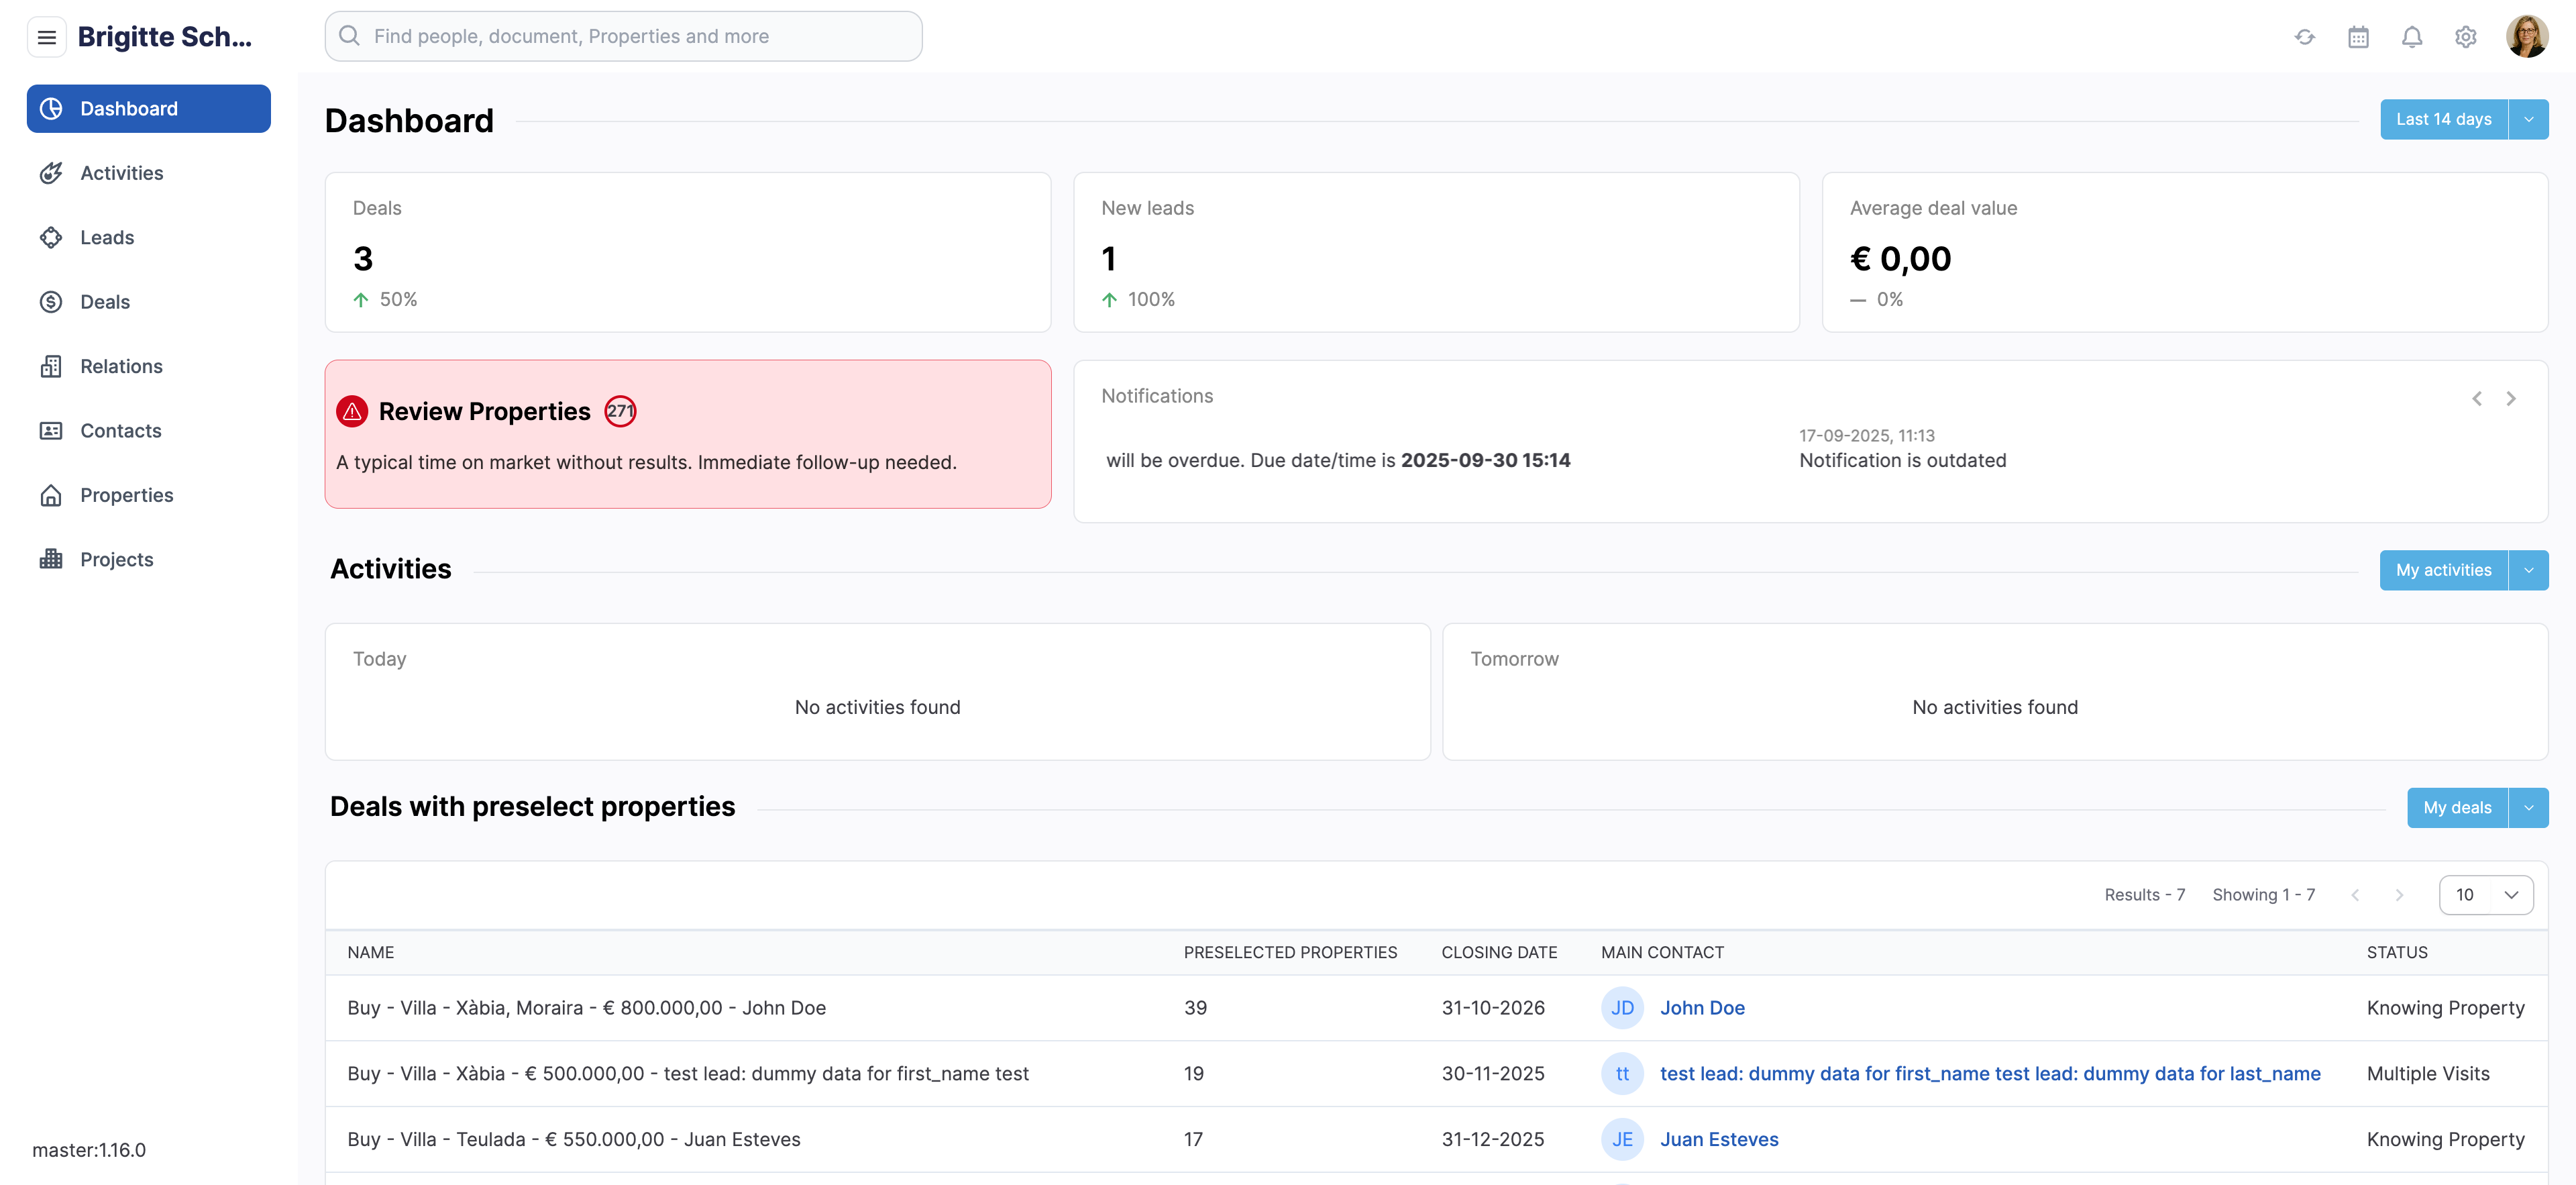 Brigitte Sch...
Find people, document, Properties and more
Dashboard
Activities
Leads
Deals
Relations
Contacts
Properties
Projects
master:1.16.0
Dashboard
Last 14 days
Deals
3
50%
New leads
1
100%
Average deal value
€ 0,00
0%
Review Properties 271
A typical time on market without results. Immediate follow-up needed.
Notifications
will be overdue. Due date/time is 2025-09-30 15:14
17-09-2025, 11:13
Notification is outdated
Activities
My activities
Today
No activities found
Tomorrow
No activities found
Deals with preselect properties
My deals
Results - 7 Showing 1 - 7 10
NAME PRESELECTED PROPERTIES CLOSING DATE MAIN CONTACT STATUS
Buy - Villa - Xàbia, Moraira - € 800.000,00 - John Doe 39 31-10-2026 JD John Doe Knowing Property
Buy - Villa - Xàbia - € 500.000,00 - test lead: dummy data for first_name test 19 30-11-2025 tt test lead: dummy data for first_name test lead: dummy data for last_name Multiple Visits
Buy - Villa - Teulada - € 550.000,00 - Juan Esteves 17 31-12-2025 JE Juan Esteves Knowing Property